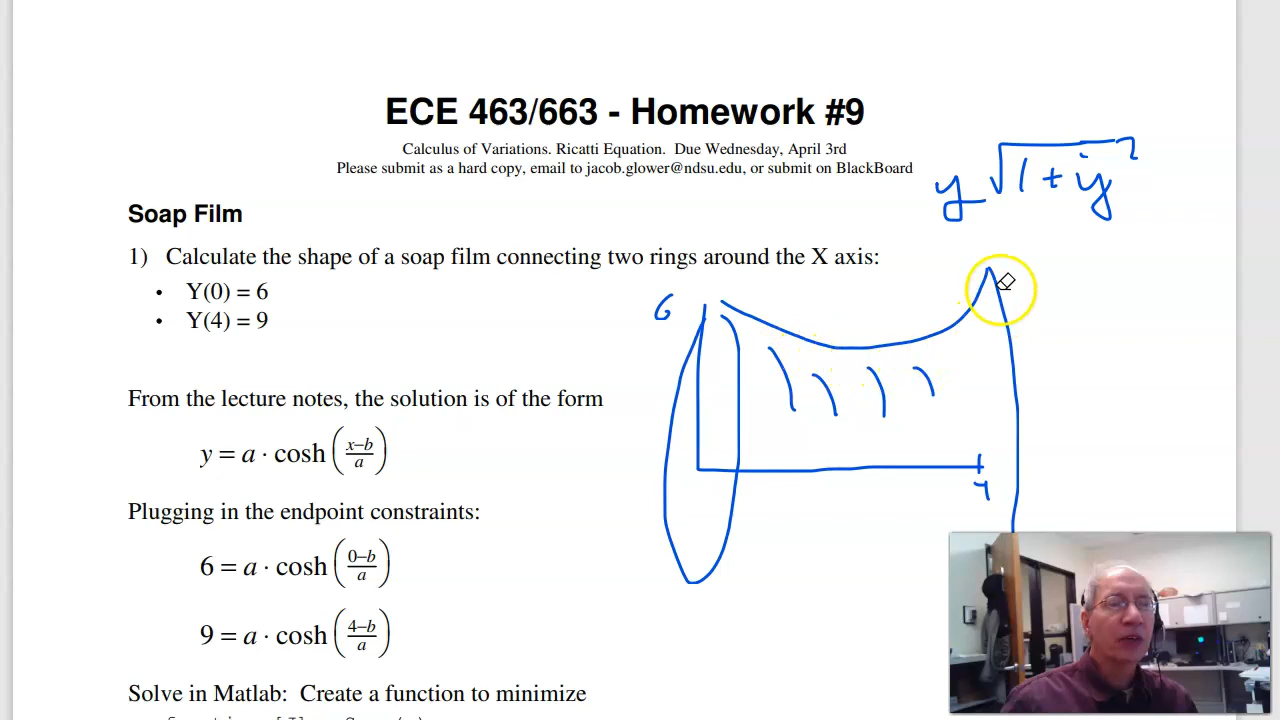 ECE 463/663 - Homework #9
Calculus of Variations. Ricatti Equation. Due Wednesday, April 3rd
Please submit as a hard copy, email to jacob.glower@ndsu.edu, or submit on BlackBoard
y √(1 + ẏ²)
Soap Film
1) Calculate the shape of a soap film connecting two rings around the X axis:
• Y(0) = 6
• Y(4) = 9
6
From the lecture notes, the solution is of the form
y = a · cosh((x–b)/a)
4
Plugging in the endpoint constraints:
6 = a · cosh((0–b)/a)
9 = a · cosh((4–b)/a)
Solve in Matlab: Create a function to minimize